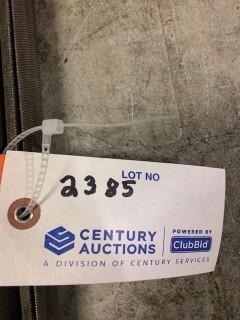 LOT NO
2385
CENTURY
AUCTIONS
POWERED BY
ClubBid
A DIVISION OF CENTURY SERVICES